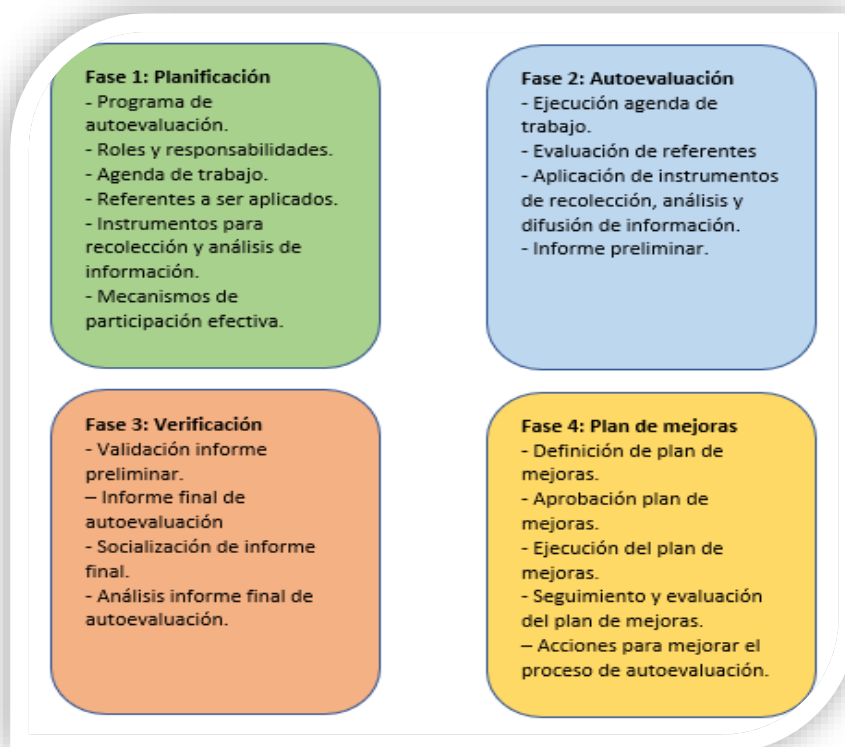 Fase 1: Planificación
- Programa de
autoevaluación.
- Roles y responsabilidades.
- Agenda de trabajo.
- Referentes a ser aplicados.
- Instrumentos para
recolección y análisis de
información.
- Mecanismos de
participación efectiva.
Fase 2: Autoevaluación
- Ejecución agenda de
trabajo.
- Evaluación de referentes
- Aplicación de instrumentos
de recolección, análisis y
difusión de información.
- Informe preliminar.
Fase 3: Verificación
- Validación informe
preliminar.
– Informe final de
autoevaluación
- Socialización de informe
final.
- Análisis informe final de
autoevaluación.
Fase 4: Plan de mejoras
- Definición de plan de
mejoras.
- Aprobación plan de
mejoras.
- Ejecución del plan de
mejoras.
- Seguimiento y evaluación
del plan de mejoras.
– Acciones para mejorar el
proceso de autoevaluación.